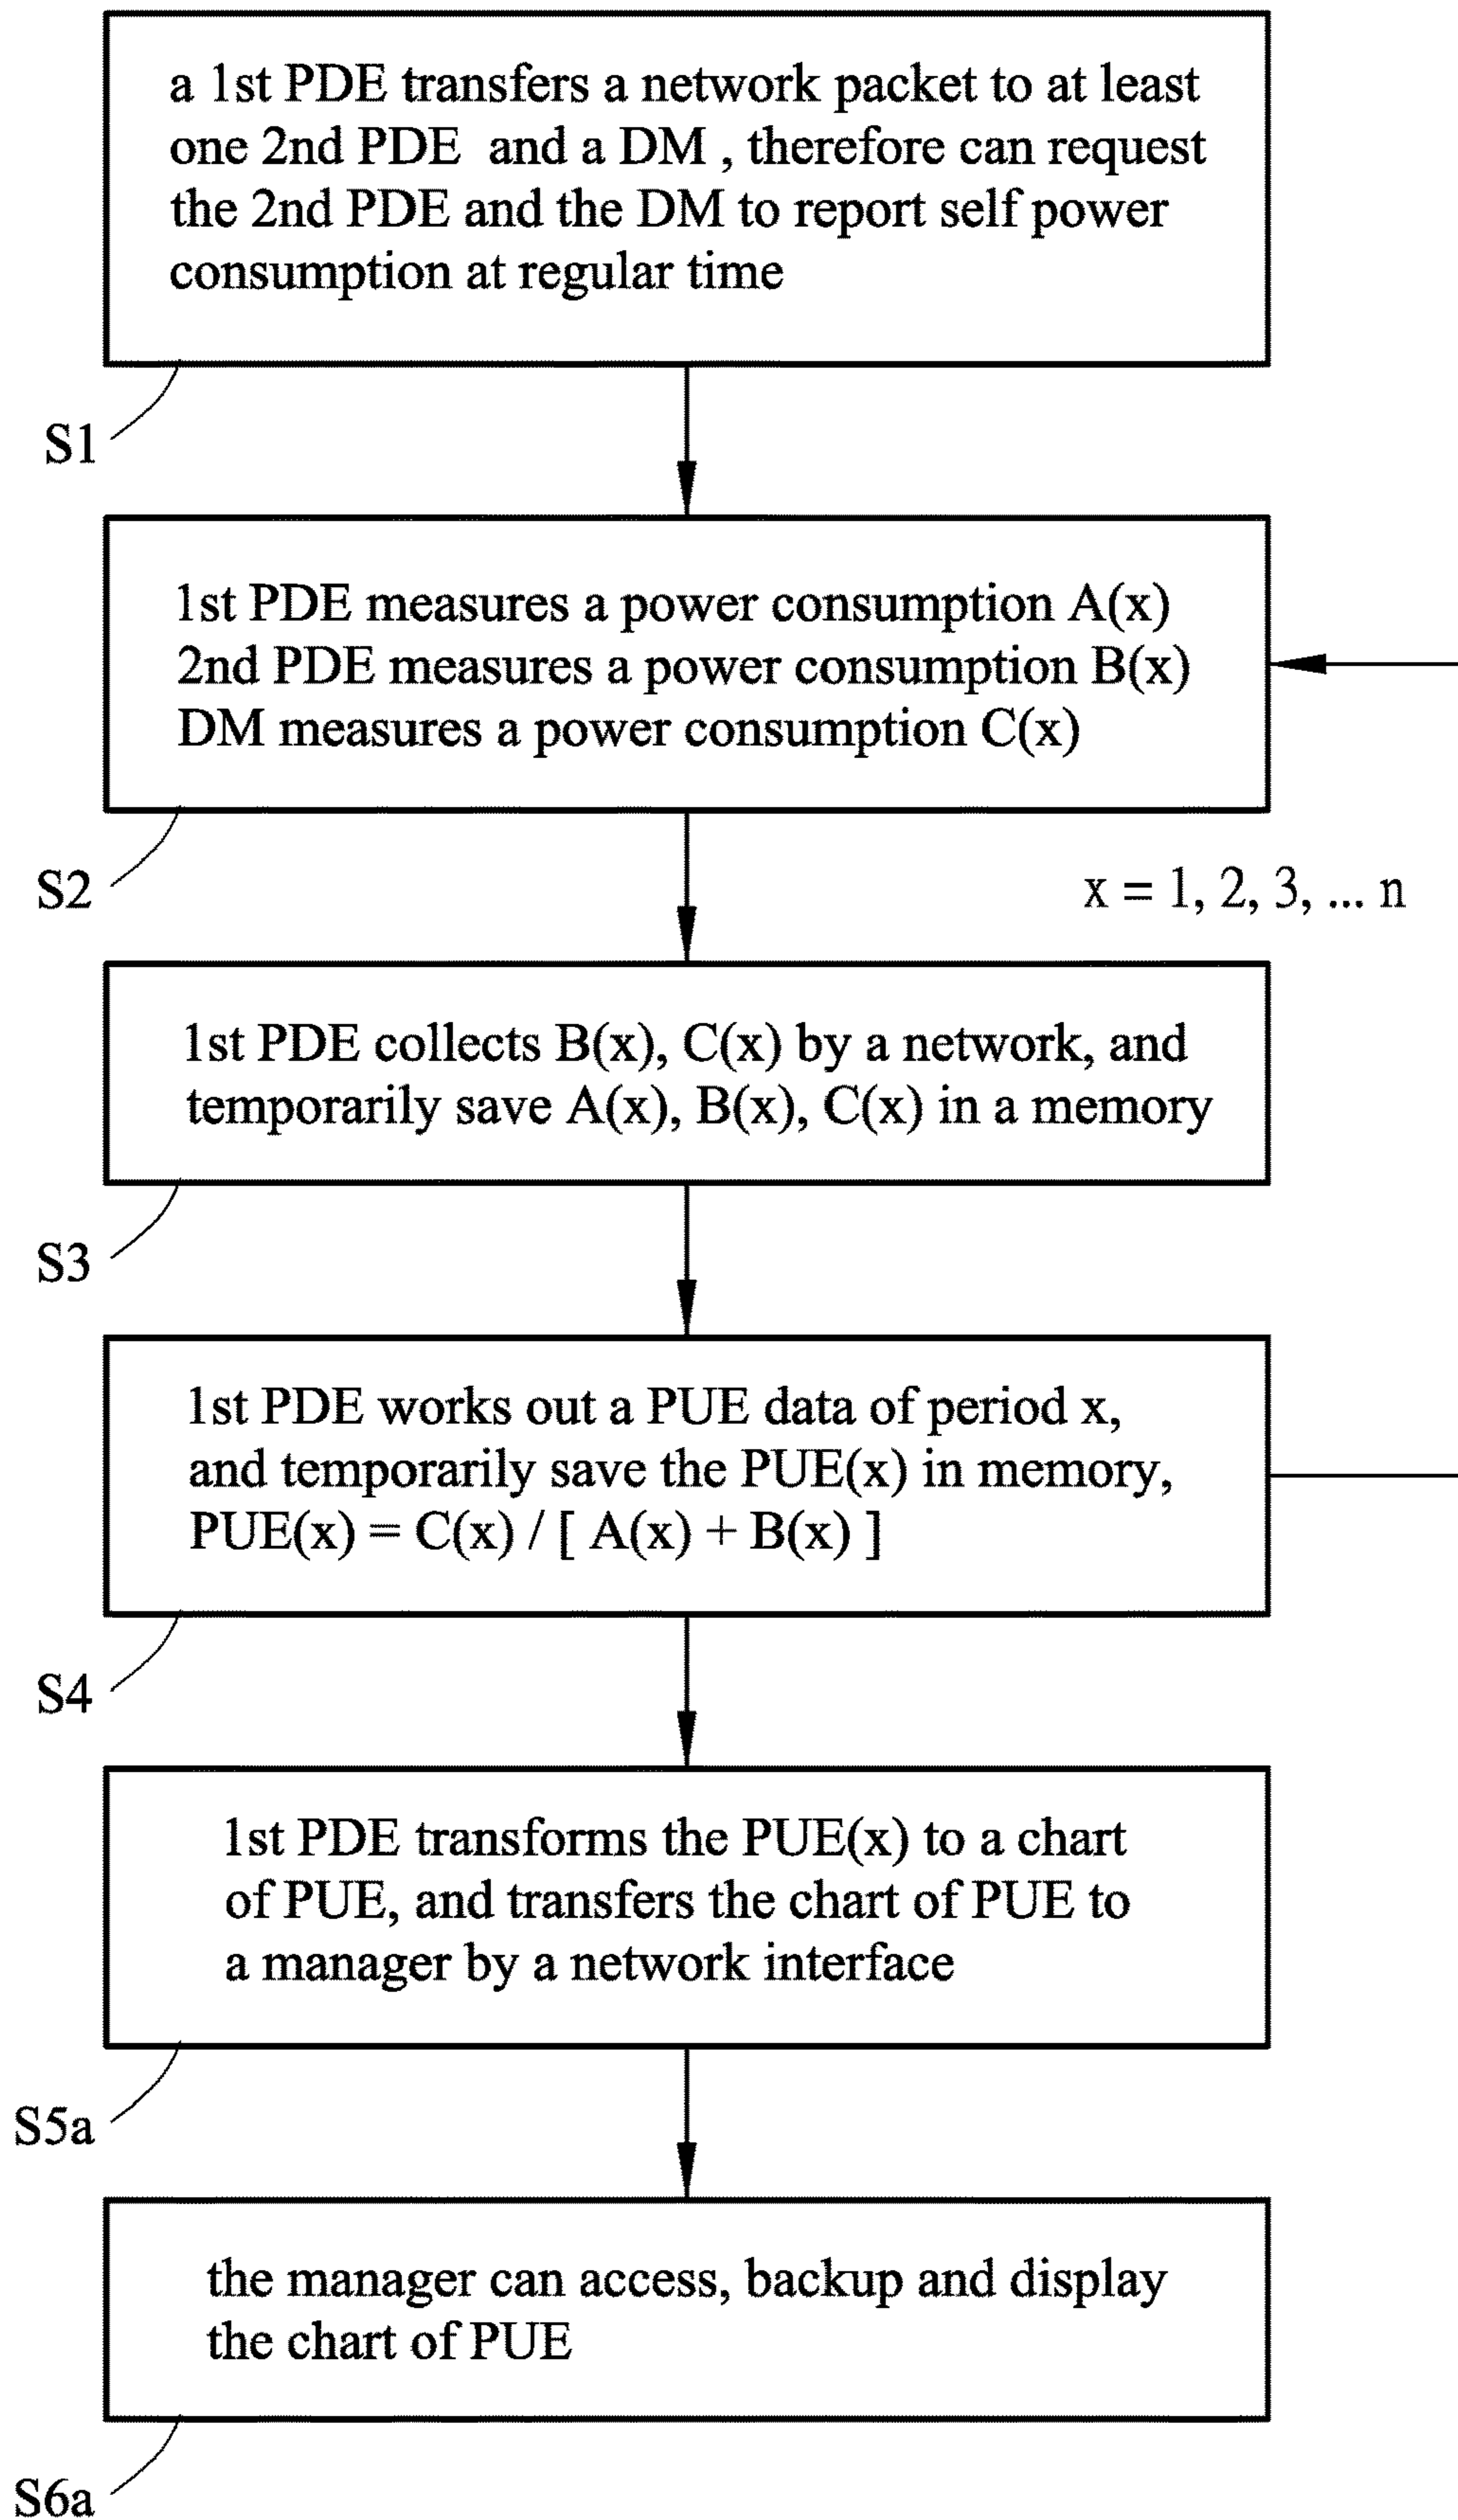 a 1st PDE transfers a network packet to at least
one 2nd PDE and a DM , therefore can request
the 2nd PDE and the DM to report self power
consumption at regular time
S1
1st PDE measures a power consumption A(x)
2nd PDE measures a power consumption B(x)
DM measures a power consumption C(x)
S2
x = 1, 2, 3, ... n
1st PDE collects B(x), C(x) by a network, and
temporarily save A(x), B(x), C(x) in a memory
S3
1st PDE works out a PUE data of period x,
and temporarily save the PUE(x) in memory,
PUE(x) = C(x) / [ A(x) + B(x) ]
S4
1st PDE transforms the PUE(x) to a chart
of PUE, and transfers the chart of PUE to
a manager by a network interface
S5a
the manager can access, backup and display
the chart of PUE
S6a